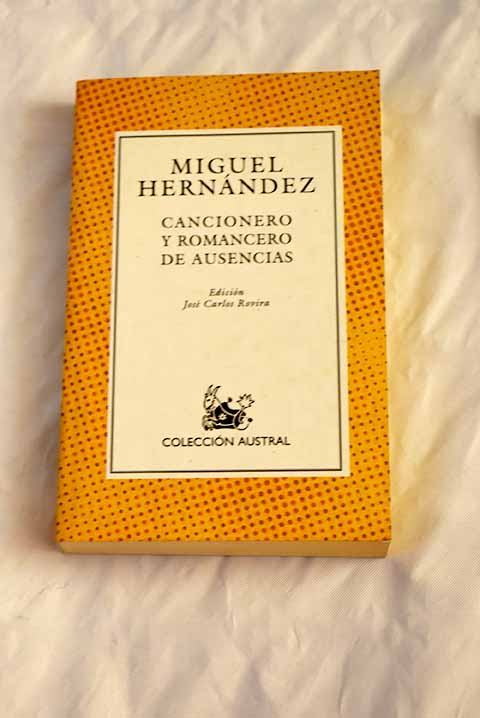 MIGUEL
HERNÁNDEZ
CANCIONERO
Y ROMANCERO
DE AUSENCIAS
Edición
José Carlos Rovira
COLECCIÓN AUSTRAL